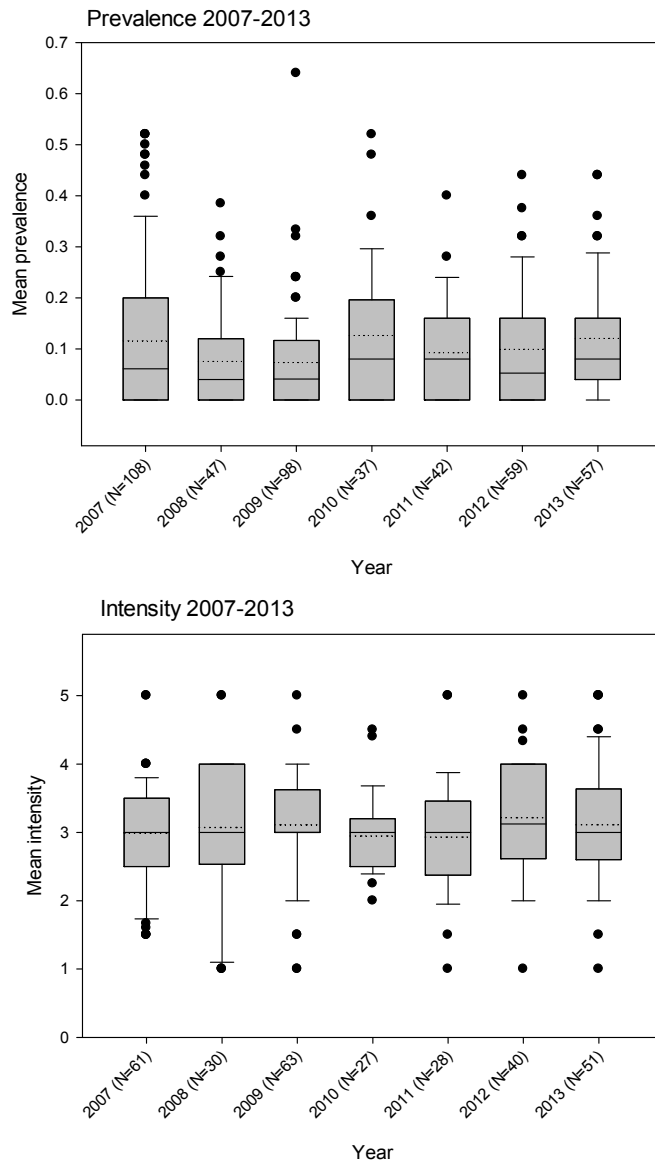 Prevalence 2007-2013
0.7
0.6
0.5
0.4
0.3
0.2
0.1
0.0
Mean prevalence
2007 (N=108)
2008 (N=47)
2009 (N=98)
2010 (N=37)
2011 (N=42)
2012 (N=59)
2013 (N=57)
Year
Intensity 2007-2013
5
4
3
2
1
0
Mean intensity
2007 (N=61)
2008 (N=30)
2009 (N=63)
2010 (N=27)
2011 (N=28)
2012 (N=40)
2013 (N=51)
Year